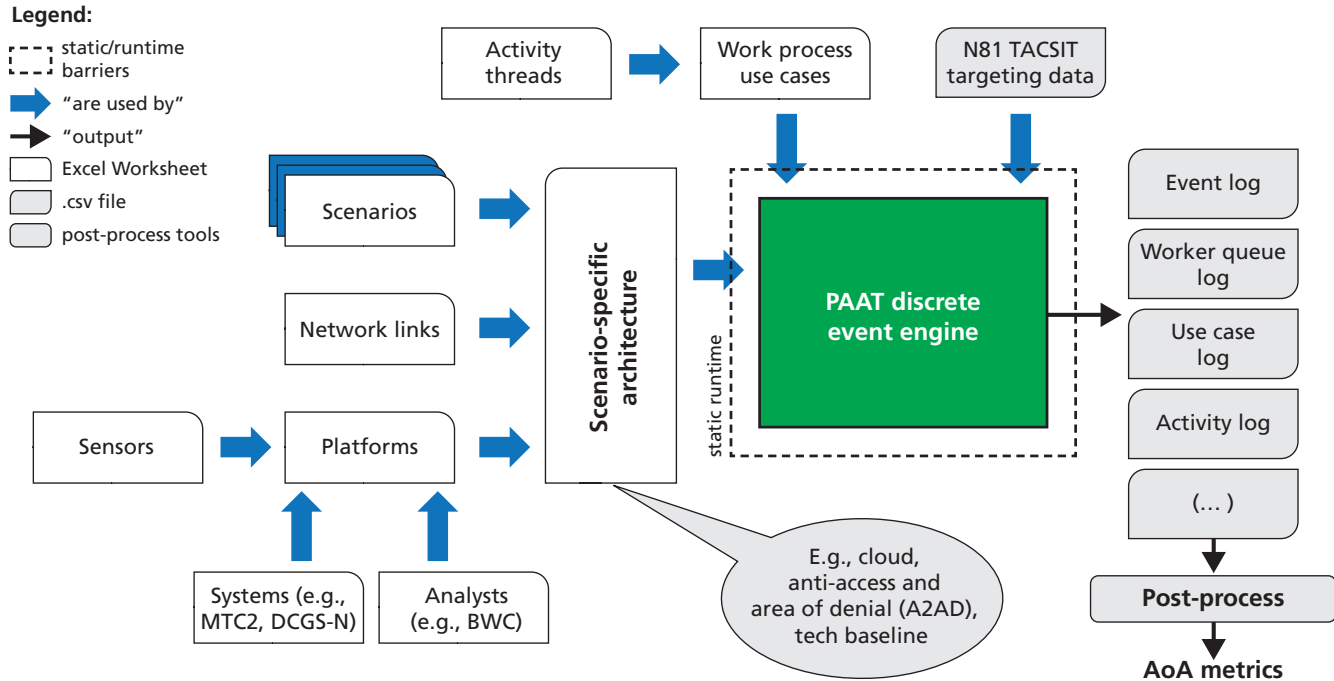 Legend:
static/runtime
barriers
“are used by”
“output”
Excel Worksheet
.csv file
post-process tools
Activity
threads
Work process
use cases
N81 TACSIT
targeting data
Scenarios
Network links
Sensors
Platforms
Systems (e.g.,
MTC2, DCGS-N)
Analysts
(e.g., BWC)
Scenario-specific
architecture
E.g., cloud,
anti-access and
area of denial (A2AD),
tech baseline
static runtime
PAAT discrete
event engine
Event log
Worker queue
log
Use case
log
Activity log
(... )
Post-process
AoA metrics